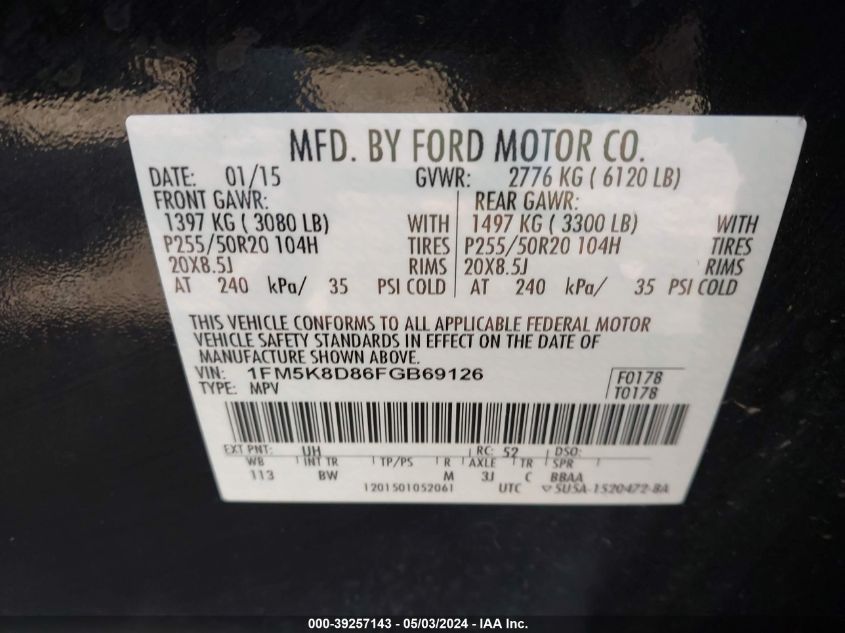 MFD. BY FORD MOTOR CO.
DATE: 01/15 GVWR: 2776 KG ( 6120 LB)
FRONT GAWR: REAR GAWR:
1397 KG ( 3080 LB) WITH 1497 KG ( 3300 LB) WITH
P255/50R20 104H TIRES P255/50R20 104H TIRES
20X8.5J RIMS 20X8.5J RIMS
AT 240 kPa/ 35 PSI COLD AT 240 kPa/ 35 PSI COLD
THIS VEHICLE CONFORMS TO ALL APPLICABLE FEDERAL MOTOR
VEHICLE SAFETY STANDARDS IN EFFECT ON THE DATE OF
MANUFACTURE SHOWN ABOVE.
VIN: 1FM5K8D86FGB69126 F0178
TYPE: MPV T0178
EXT PNT: UH RC: 52 DSO:
WB INT TR TP/PS R AXLE TR SPR
113 BW M 3J C BBAA
1201501052061 UTC 5U5A-1520472-BA
000-39257143 - 05/03/2024 - IAA Inc.